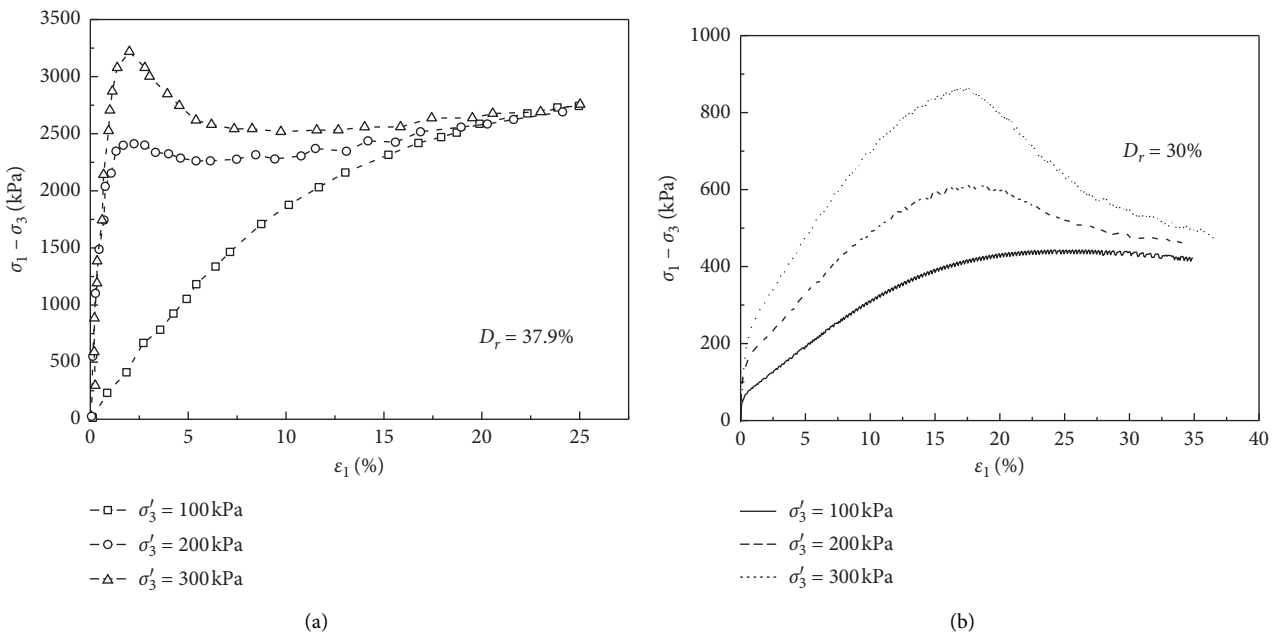 3500
3000
2500
2000
1500
1000
500
0
σ₁ – σ₃ (kPa)
0 5 10 15 20 25
ε₁ (%)
Dᵣ = 37.9%
σ′₃ = 100 kPa
σ′₃ = 200 kPa
σ′₃ = 300 kPa
(a)
1000
800
600
400
200
0
σ₁ – σ₃ (kPa)
0 5 10 15 20 25 30 35 40
ε₁ (%)
Dᵣ = 30%
σ′₃ = 100 kPa
σ′₃ = 200 kPa
σ′₃ = 300 kPa
(b)